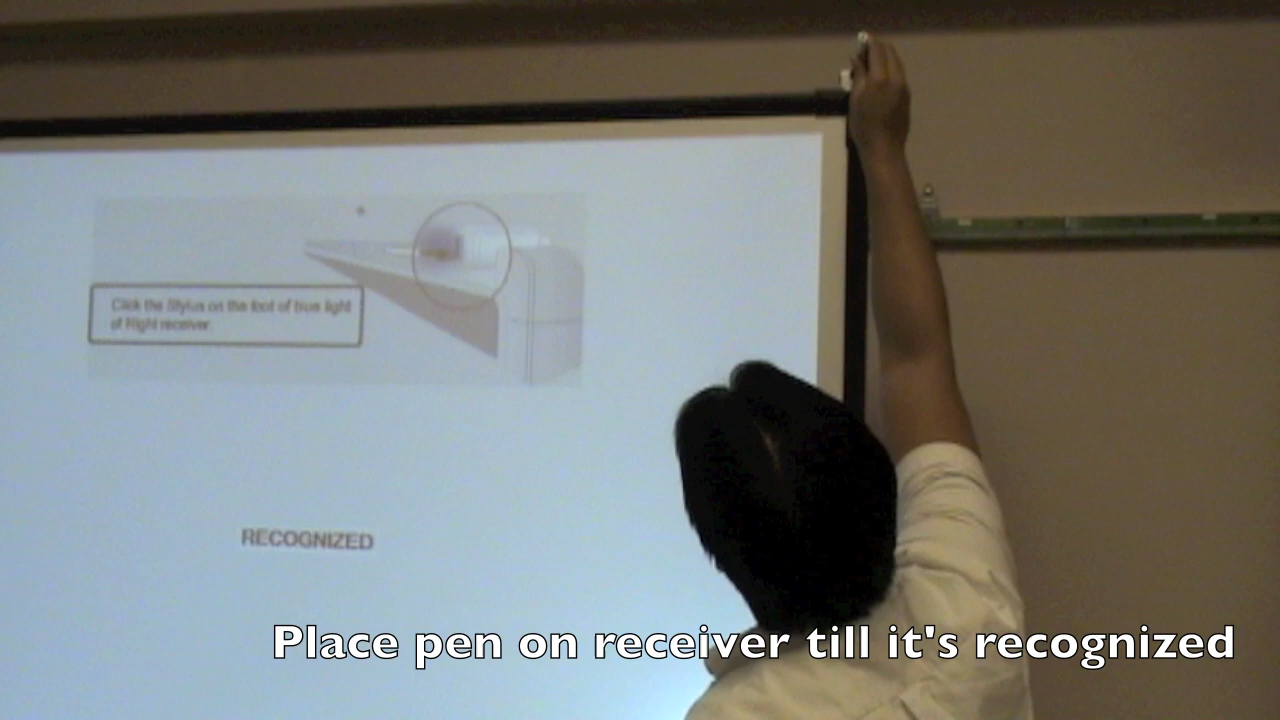 Click the Stylus on the foot of blue light
of Right receiver.
RECOGNIZED
Place pen on receiver till it's recognized